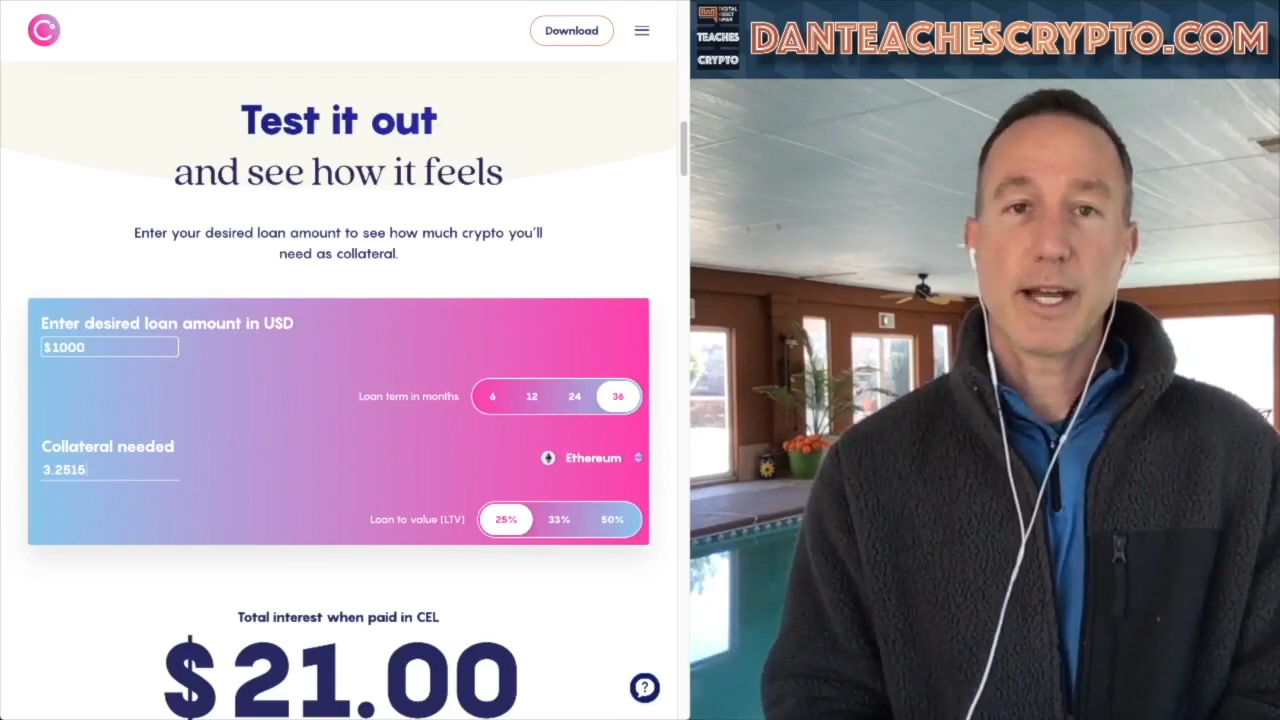 Download
Test it out
and see how it feels
Enter your desired loan amount to see how much crypto you'll
need as collateral.
Enter desired loan amount in USD
$1000
Loan term in months 6 12 24 36
Collateral needed
3.2515
Ethereum
Loan to value (LTV) 25% 33% 50%
Total interest when paid in CEL
$21.00
?
DIGITAL
ASSET
NEWS
TEACHES
CRYPTO
DANTEACHESCRYPTO.COM